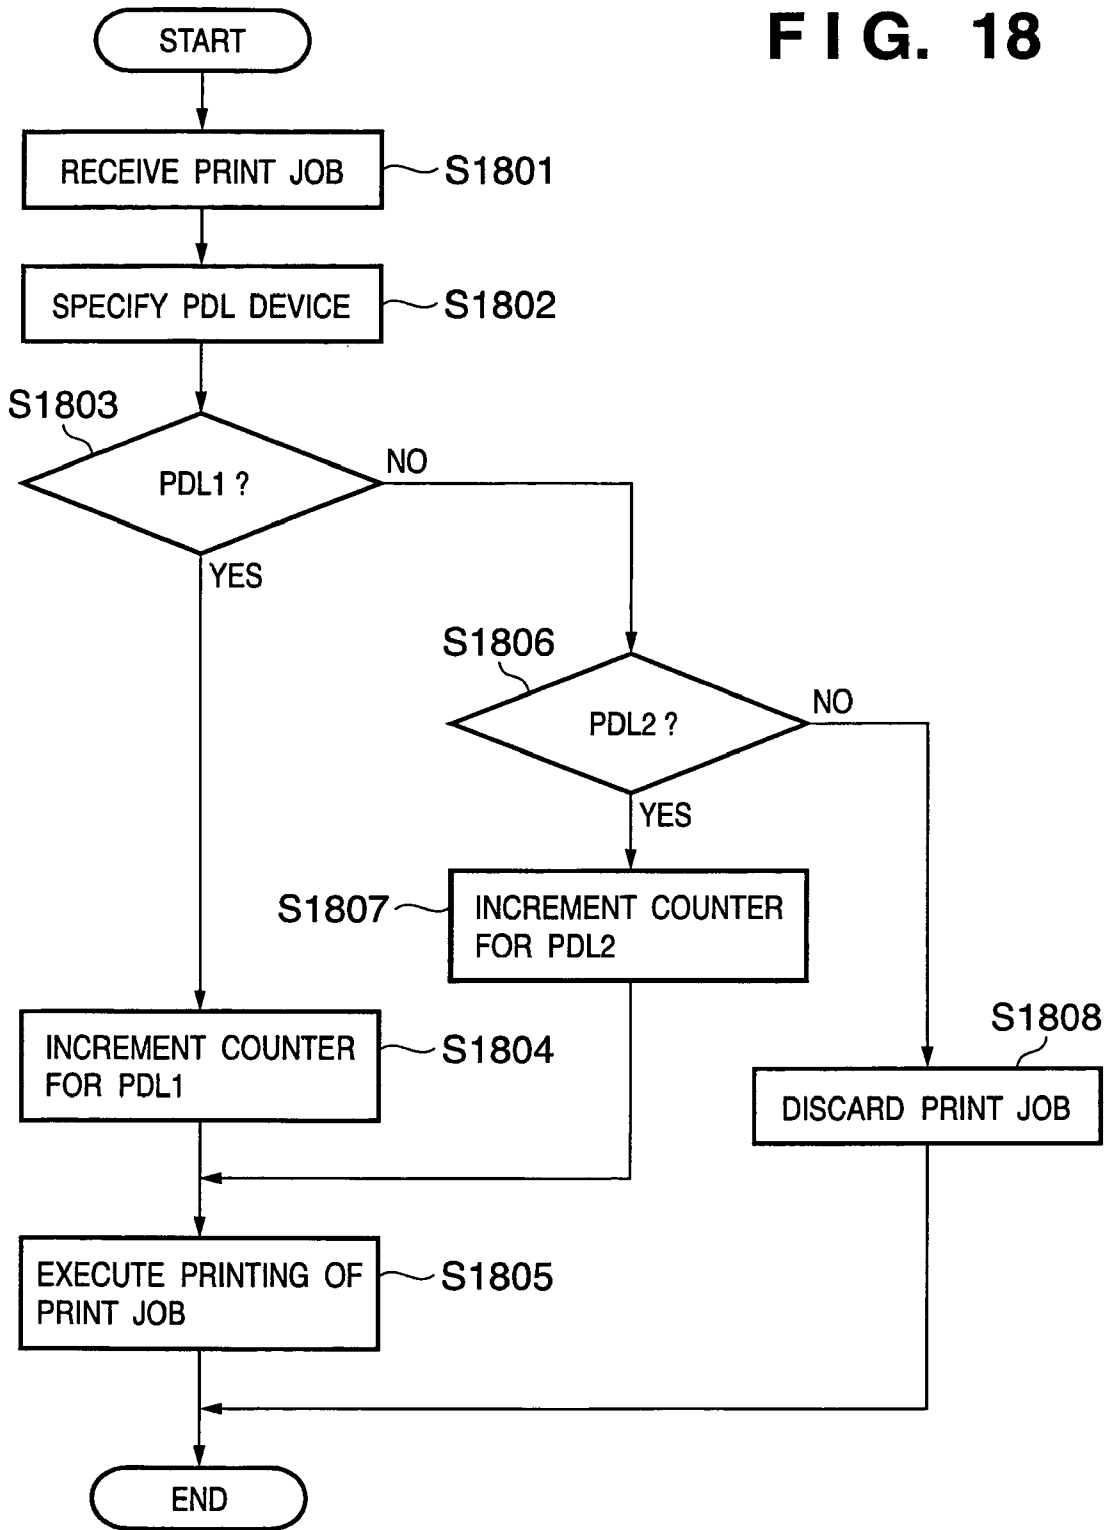 FIG. 18
START
RECEIVE PRINT JOB
S1801
SPECIFY PDL DEVICE
S1802
S1803
PDL1 ?
NO
YES
S1806
PDL2 ?
NO
YES
S1807
INCREMENT COUNTER
FOR PDL2
INCREMENT COUNTER
FOR PDL1
S1804
S1808
DISCARD PRINT JOB
EXECUTE PRINTING OF
PRINT JOB
S1805
END